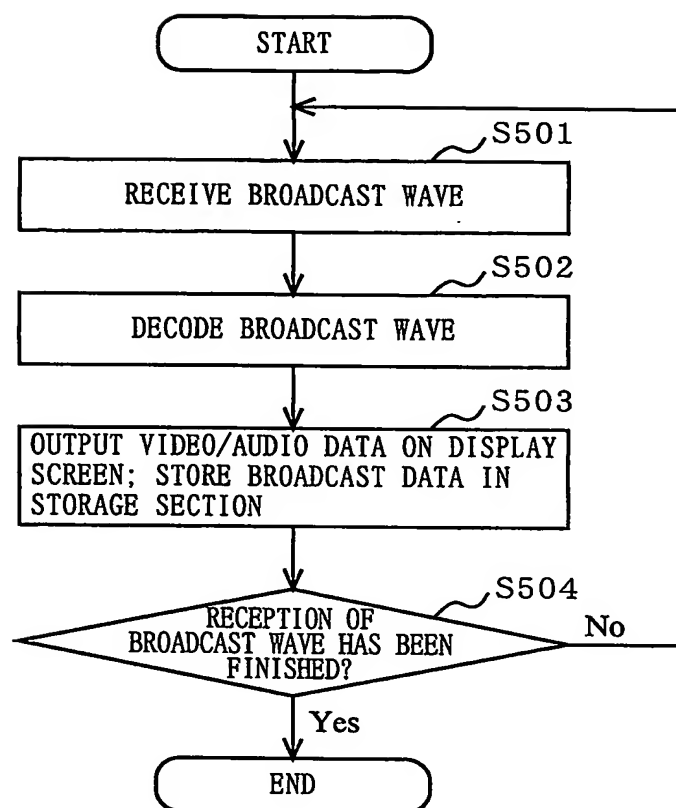 START
S501
RECEIVE BROADCAST WAVE
S502
DECODE BROADCAST WAVE
S503
OUTPUT VIDEO/AUDIO DATA ON DISPLAY
SCREEN; STORE BROADCAST DATA IN
STORAGE SECTION
S504
RECEPTION OF
BROADCAST WAVE HAS BEEN
FINISHED?
No
Yes
END